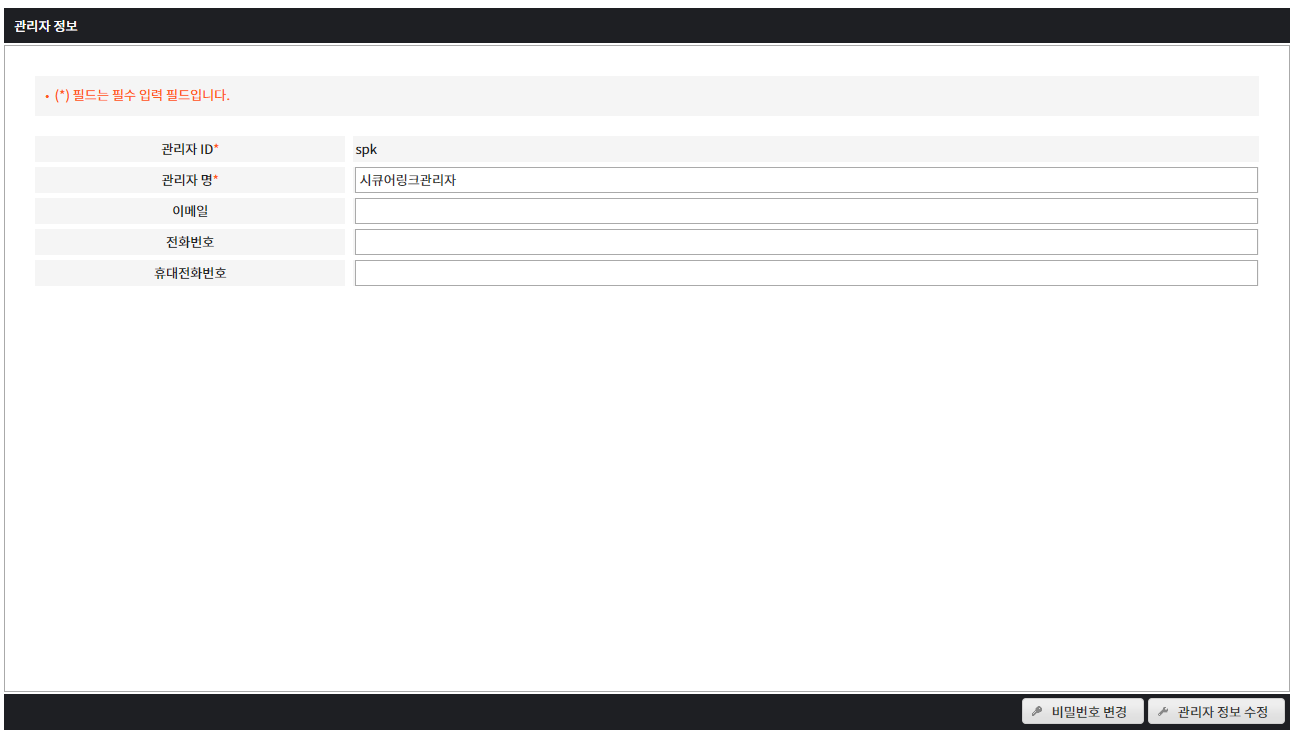 관리자 정보
• (*) 필드는 필수 입력 필드입니다.
관리자 ID* spk
관리자 명* 시큐어링크관리자
이메일
전화번호
휴대전화번호
비밀번호 변경 관리자 정보 수정